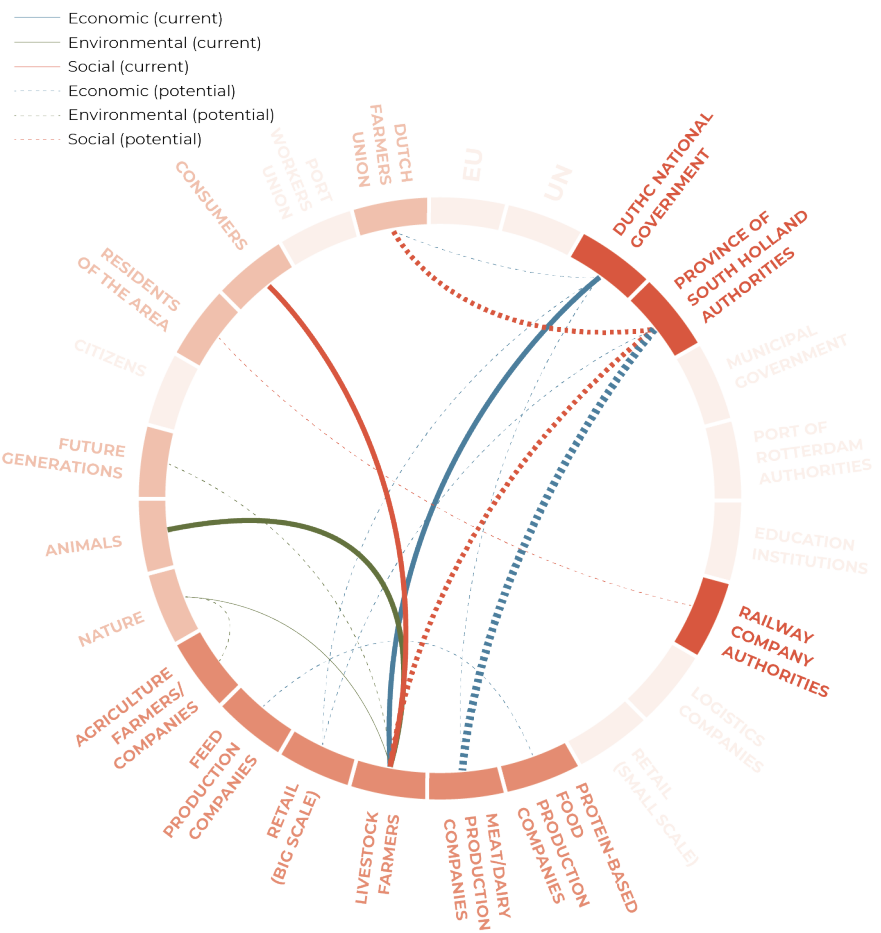 Economic (current)
Environmental (current)
Social (current)
Economic (potential)
Environmental (potential)
Social (potential)
DUTCH
FARMERS
UNION
EU
UN
DUTHC NATIONAL
GOVERNMENT
PROVINCE OF
SOUTH HOLLAND
AUTHORITIES
MUNICIPAL
GOVERNMENT
PORT OF
ROTTERDAM
AUTHORITIES
EDUCATION
INSTITUTIONS
RAILWAY
COMPANY
AUTHORITIES
LOGISTICS
COMPANIES
RETAIL
(SMALL SCALE)
PROTEIN-BASED
FOOD
PRODUCTION
COMPANIES
MEAT/DAIRY
PRODUCTION
COMPANIES
LIVESTOCK
FARMERS
RETAIL
(BIG SCALE)
FEED
PRODUCTION
COMPANIES
AGRICULTURE
FARMERS/
COMPANIES
NATURE
ANIMALS
FUTURE
GENERATIONS
CITIZENS
RESIDENTS
OF THE AREA
CONSUMERS
PORT
WORKERS
UNION